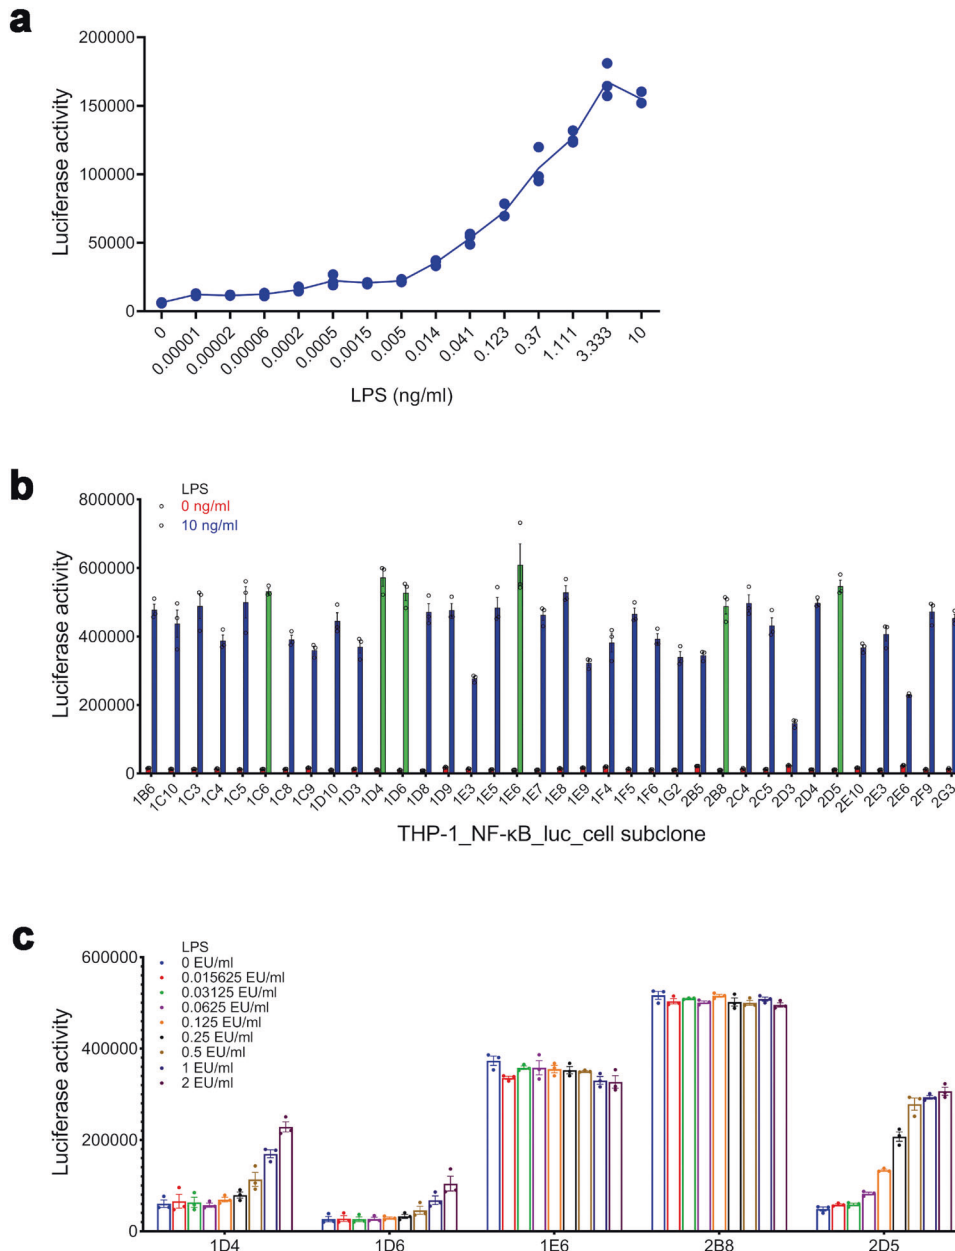 a
Luciferase activity
200000
150000
100000
50000
0
0
0.00001
0.00002
0.00006
0.0002
0.0005
0.0015
0.005
0.014
0.041
0.123
0.37
1.111
3.333
10
LPS (ng/ml)
b
Luciferase activity
800000
600000
400000
200000
0
LPS
0 ng/ml
10 ng/ml
1B6
1C10
1C3
1C4
1C5
1C6
1C8
1C9
1D10
1D3
1D4
1D6
1D8
1D9
1E3
1E5
1E6
1E7
1E8
1E9
1F4
1F5
1F6
1G2
2B5
2B8
2C4
2C5
2D3
2D4
2D5
2E10
2E3
2E6
2F9
2G3
THP-1_NF-κB_luc_cell subclone
c
Luciferase activity
600000
400000
200000
0
LPS
0 EU/ml
0.015625 EU/ml
0.03125 EU/ml
0.0625 EU/ml
0.125 EU/ml
0.25 EU/ml
0.5 EU/ml
1 EU/ml
2 EU/ml
1D4
1D6
1E6
2B8
2D5